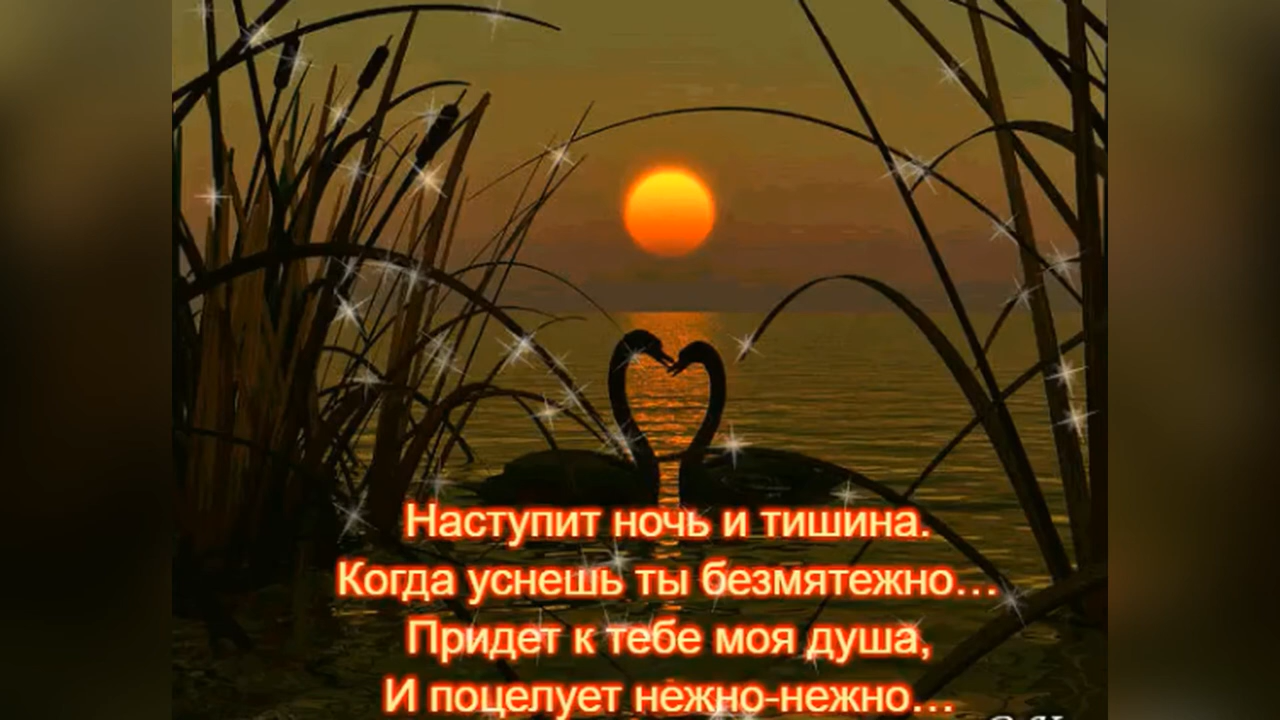 Наступит ночь и тишина.
Когда уснешь ты безмятежно...
Придет к тебе моя душа,
И поцелует нежно-нежно...